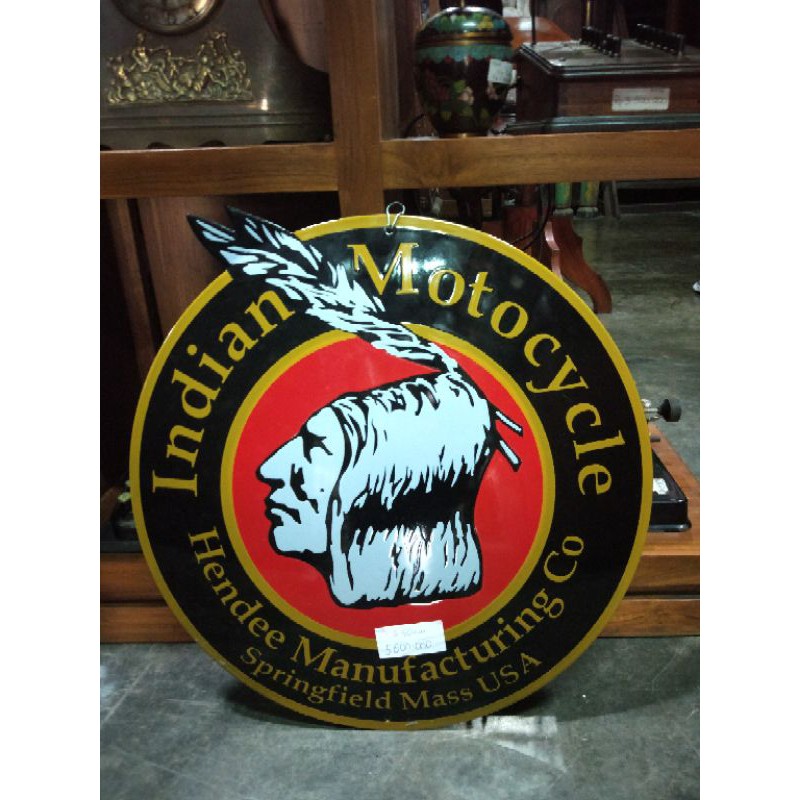 Indian Motocycle
Hendee Manufacturing Co
Springfield Mass USA